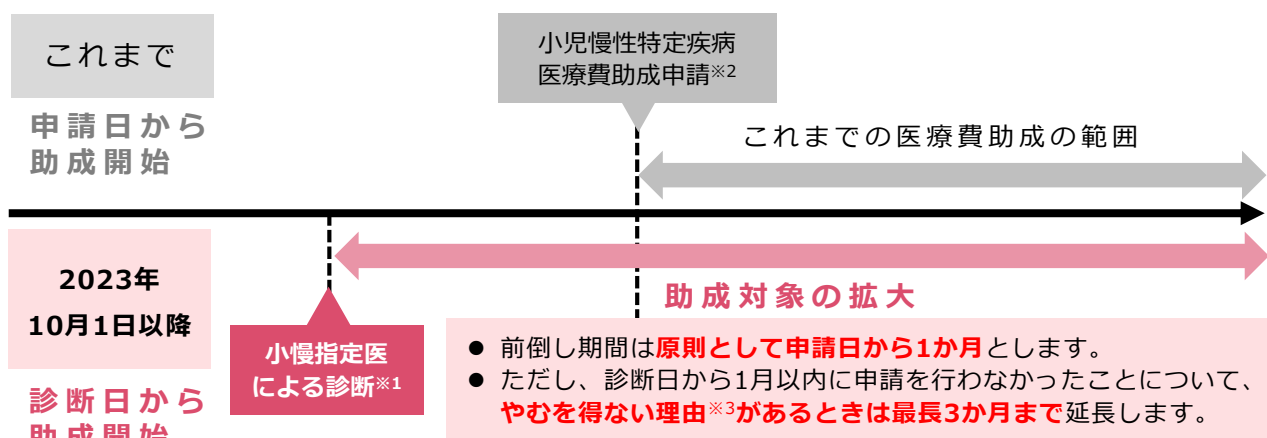 これまで
申請日から
助成開始
小児慢性特定疾病
医療費助成申請※2
これまでの医療費助成の範囲
2023年
10月1日以降
診断日から
助成開始
小慢指定医
による診断※1
助成対象の拡大
● 前倒し期間は原則として申請日から1か月とします。
● ただし、診断日から1月以内に申請を行わなかったことについて、
やむを得ない理由※3があるときは最長3か月まで延長します。